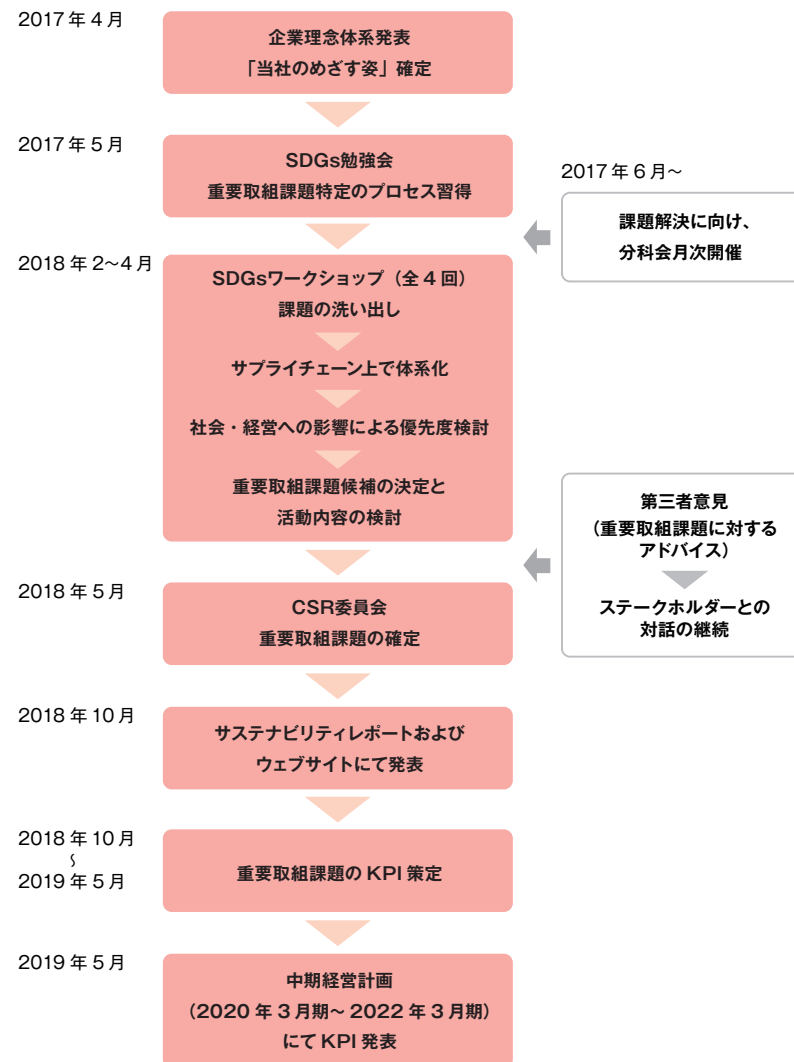 2017年4月
企業理念体系発表
「当社のめざす姿」確定
2017年5月
SDGs勉強会
重要取組課題特定のプロセス習得
2017年6月〜
課題解決に向け、
分科会月次開催
2018年2〜4月
SDGsワークショップ（全4回）
課題の洗い出し
サプライチェーン上で体系化
社会・経営への影響による優先度検討
重要取組課題候補の決定と
活動内容の検討
第三者意見
（重要取組課題に対する
アドバイス）
ステークホルダーとの
対話の継続
2018年5月
CSR委員会
重要取組課題の確定
2018年10月
サステナビリティレポートおよび
ウェブサイトにて発表
2018年10月
〜
2019年5月
重要取組課題のKPI策定
2019年5月
中期経営計画
（2020年3月期〜2022年3月期）
にてKPI発表